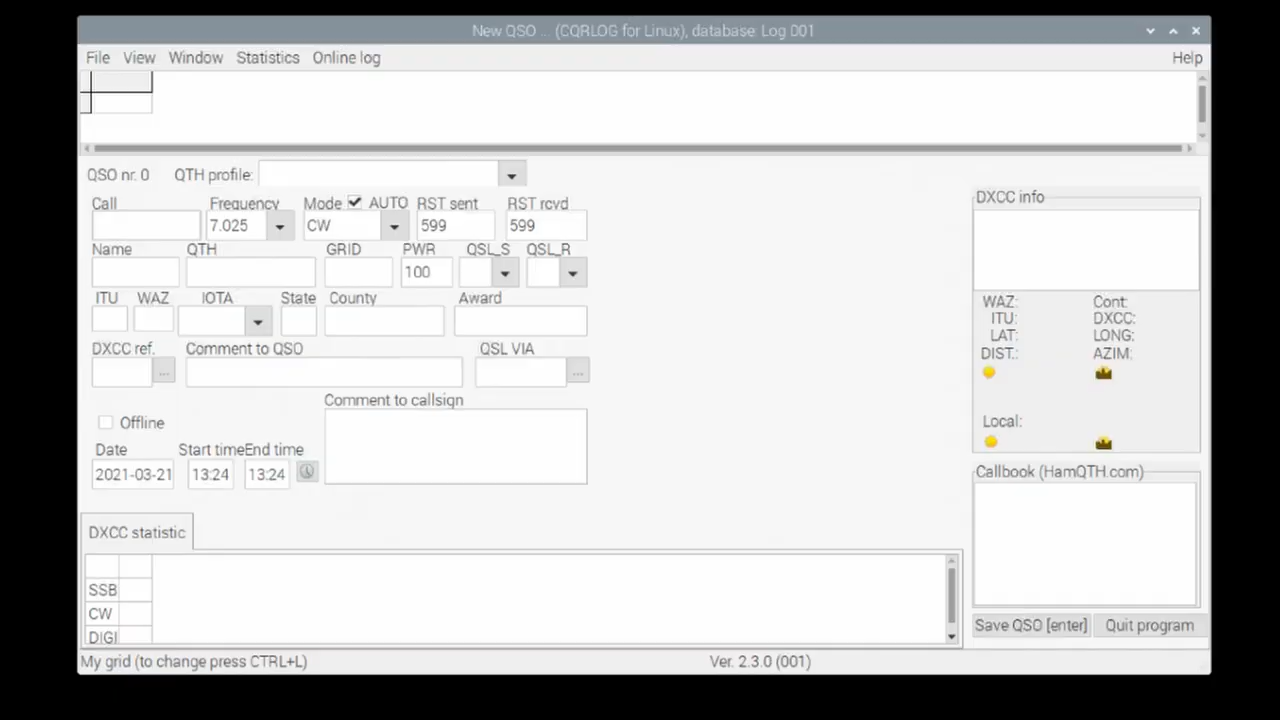 New QSO ... (CQRLOG for Linux), database: Log 001
File View Window Statistics Online log Help
QSO nr. 0 QTH profile:
Call Frequency Mode AUTO RST sent RST rcvd
7.025 CW 599 599
Name QTH GRID PWR QSL_S QSL_R
100
ITU WAZ IOTA State County Award
DXCC ref. Comment to QSO QSL VIA
... ...
Comment to callsign
Offline
Date Start time End time
2021-03-21 13:24 13:24
DXCC info
WAZ: Cont:
ITU: DXCC:
LAT: LONG:
DIST.: AZIM:
Local:
Callbook (HamQTH.com)
DXCC statistic
SSB
CW
DIGI
Save QSO [enter] Quit program
My grid (to change press CTRL+L) Ver. 2.3.0 (001)